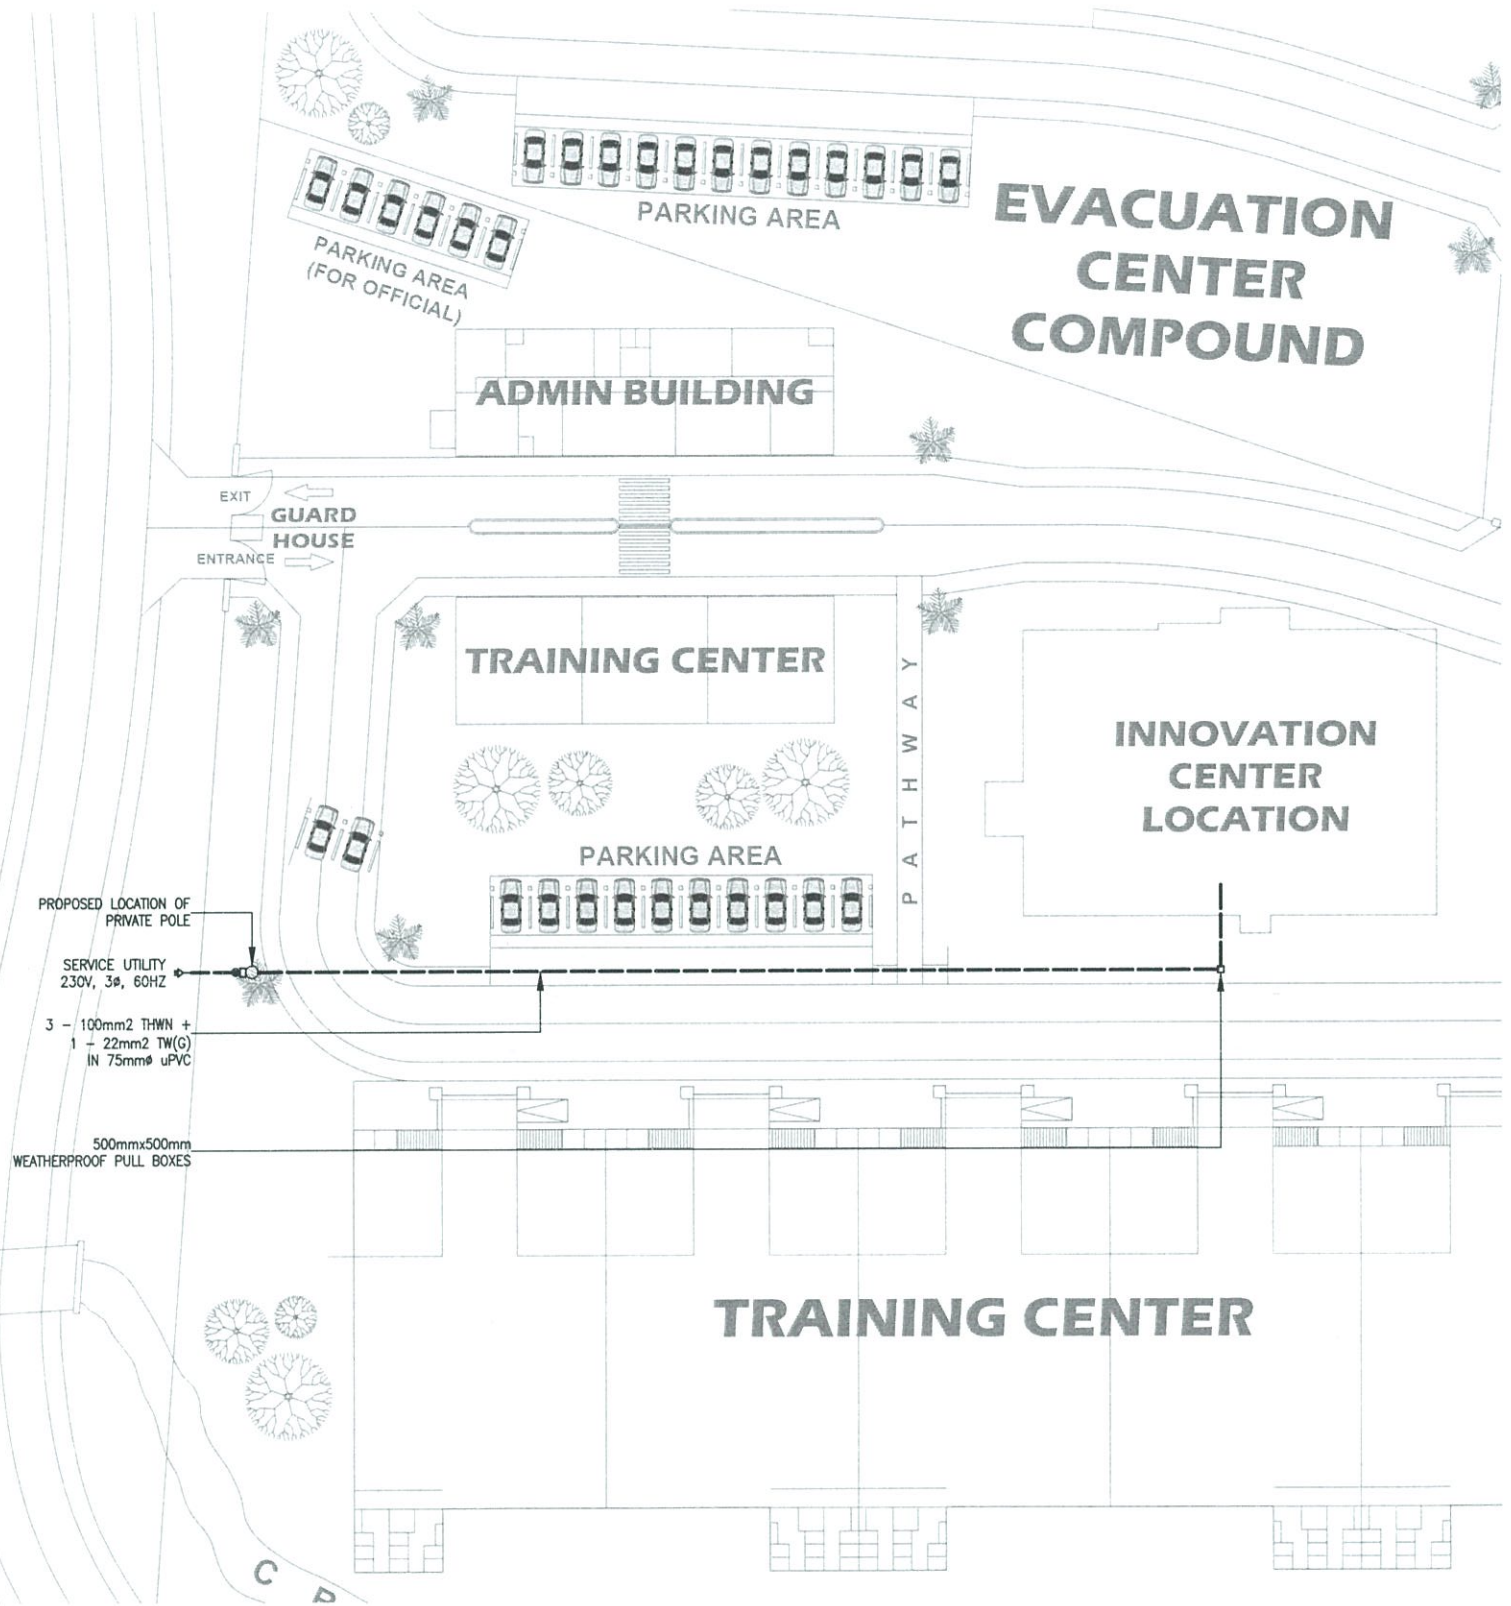 PARKING AREA
EVACUATION
CENTER
COMPOUND
PARKING AREA
(FOR OFFICIAL)
ADMIN BUILDING
EXIT
GUARD
HOUSE
ENTRANCE
TRAINING CENTER
PATHWAY
INNOVATION
CENTER
LOCATION
PARKING AREA
PROPOSED LOCATION OF
PRIVATE POLE
SERVICE UTILITY
230V, 3ø, 60HZ
3 - 100mm2 THWN +
1 - 22mm2 TW(G)
IN 75mmø uPVC
500mmx500mm
WEATHERPROOF PULL BOXES
TRAINING CENTER
C